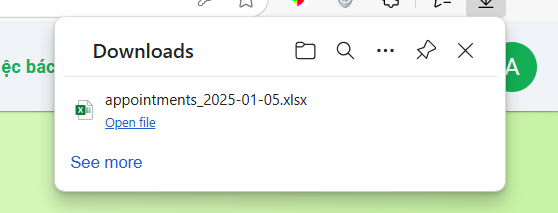 Downloads
ệc bác
A
appointments_2025-01-05.xlsx
Open file
See more